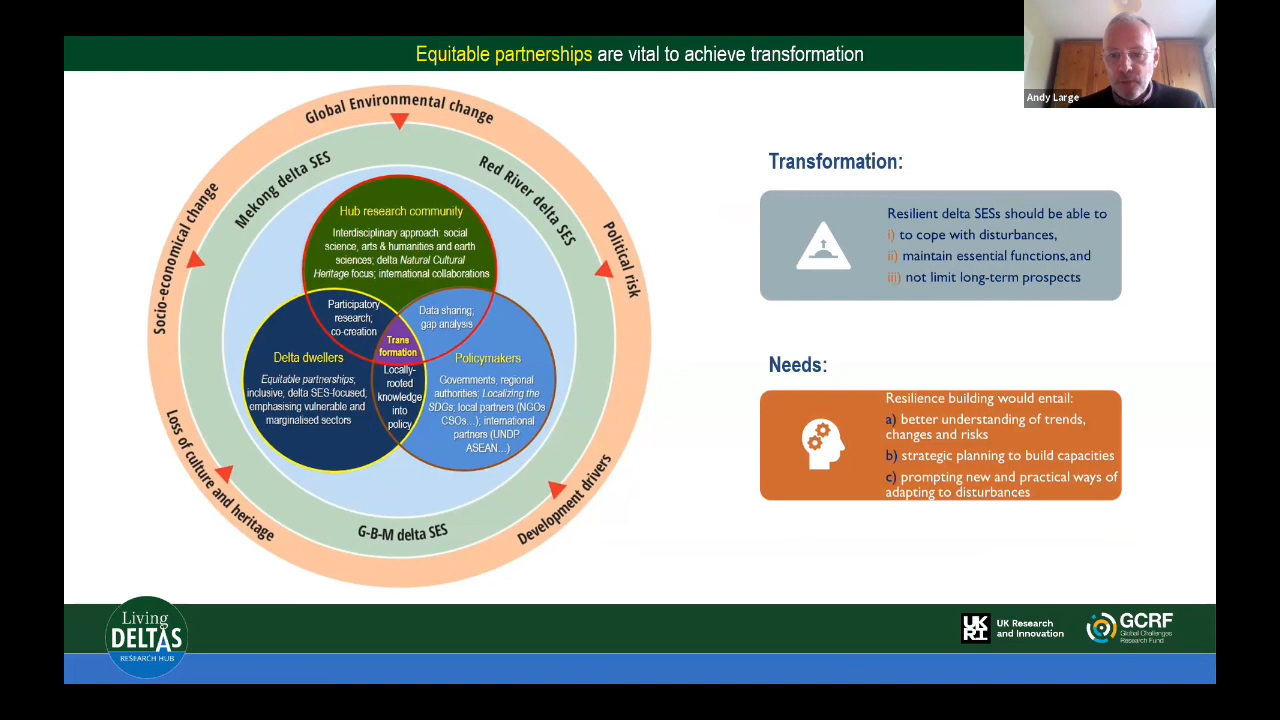 Equitable partnerships are vital to achieve transformation
Andy Large
Global Environmental change
Socio-economical change
Political risk
Loss of culture and heritage
Development drivers
Mekong delta SES
Red River delta SES
G-B-M delta SES
Hub research community
Interdisciplinary approach: social
science, arts & humanities and earth
sciences; delta Natural Cultural
Heritage focus; international collaborations
Participatory
research;
co-creation
Data sharing;
gap analysis
Trans
formation
Delta dwellers
Equitable partnerships;
inclusive; delta SES-focused;
emphasising vulnerable and
marginalised sectors
Locally-
rooted
knowledge
into
policy
Policymakers
Governments, regional
authorities; Localizing the
SDGs; local partners (NGOs
CSOs...), international
partners (UNDP
ASEAN...)
Transformation:
Resilient delta SESs should be able to
i) to cope with disturbances,
ii) maintain essential functions, and
iii) not limit long-term prospects
Needs:
Resilience building would entail:
a) better understanding of trends,
changes and risks
b) strategic planning to build capacities
c) prompting new and practical ways of
adapting to disturbances
Living
DELTAS
RESEARCH HUB
UK
RI
UK Research
and Innovation
GCRF
Global Challenges
Research Fund